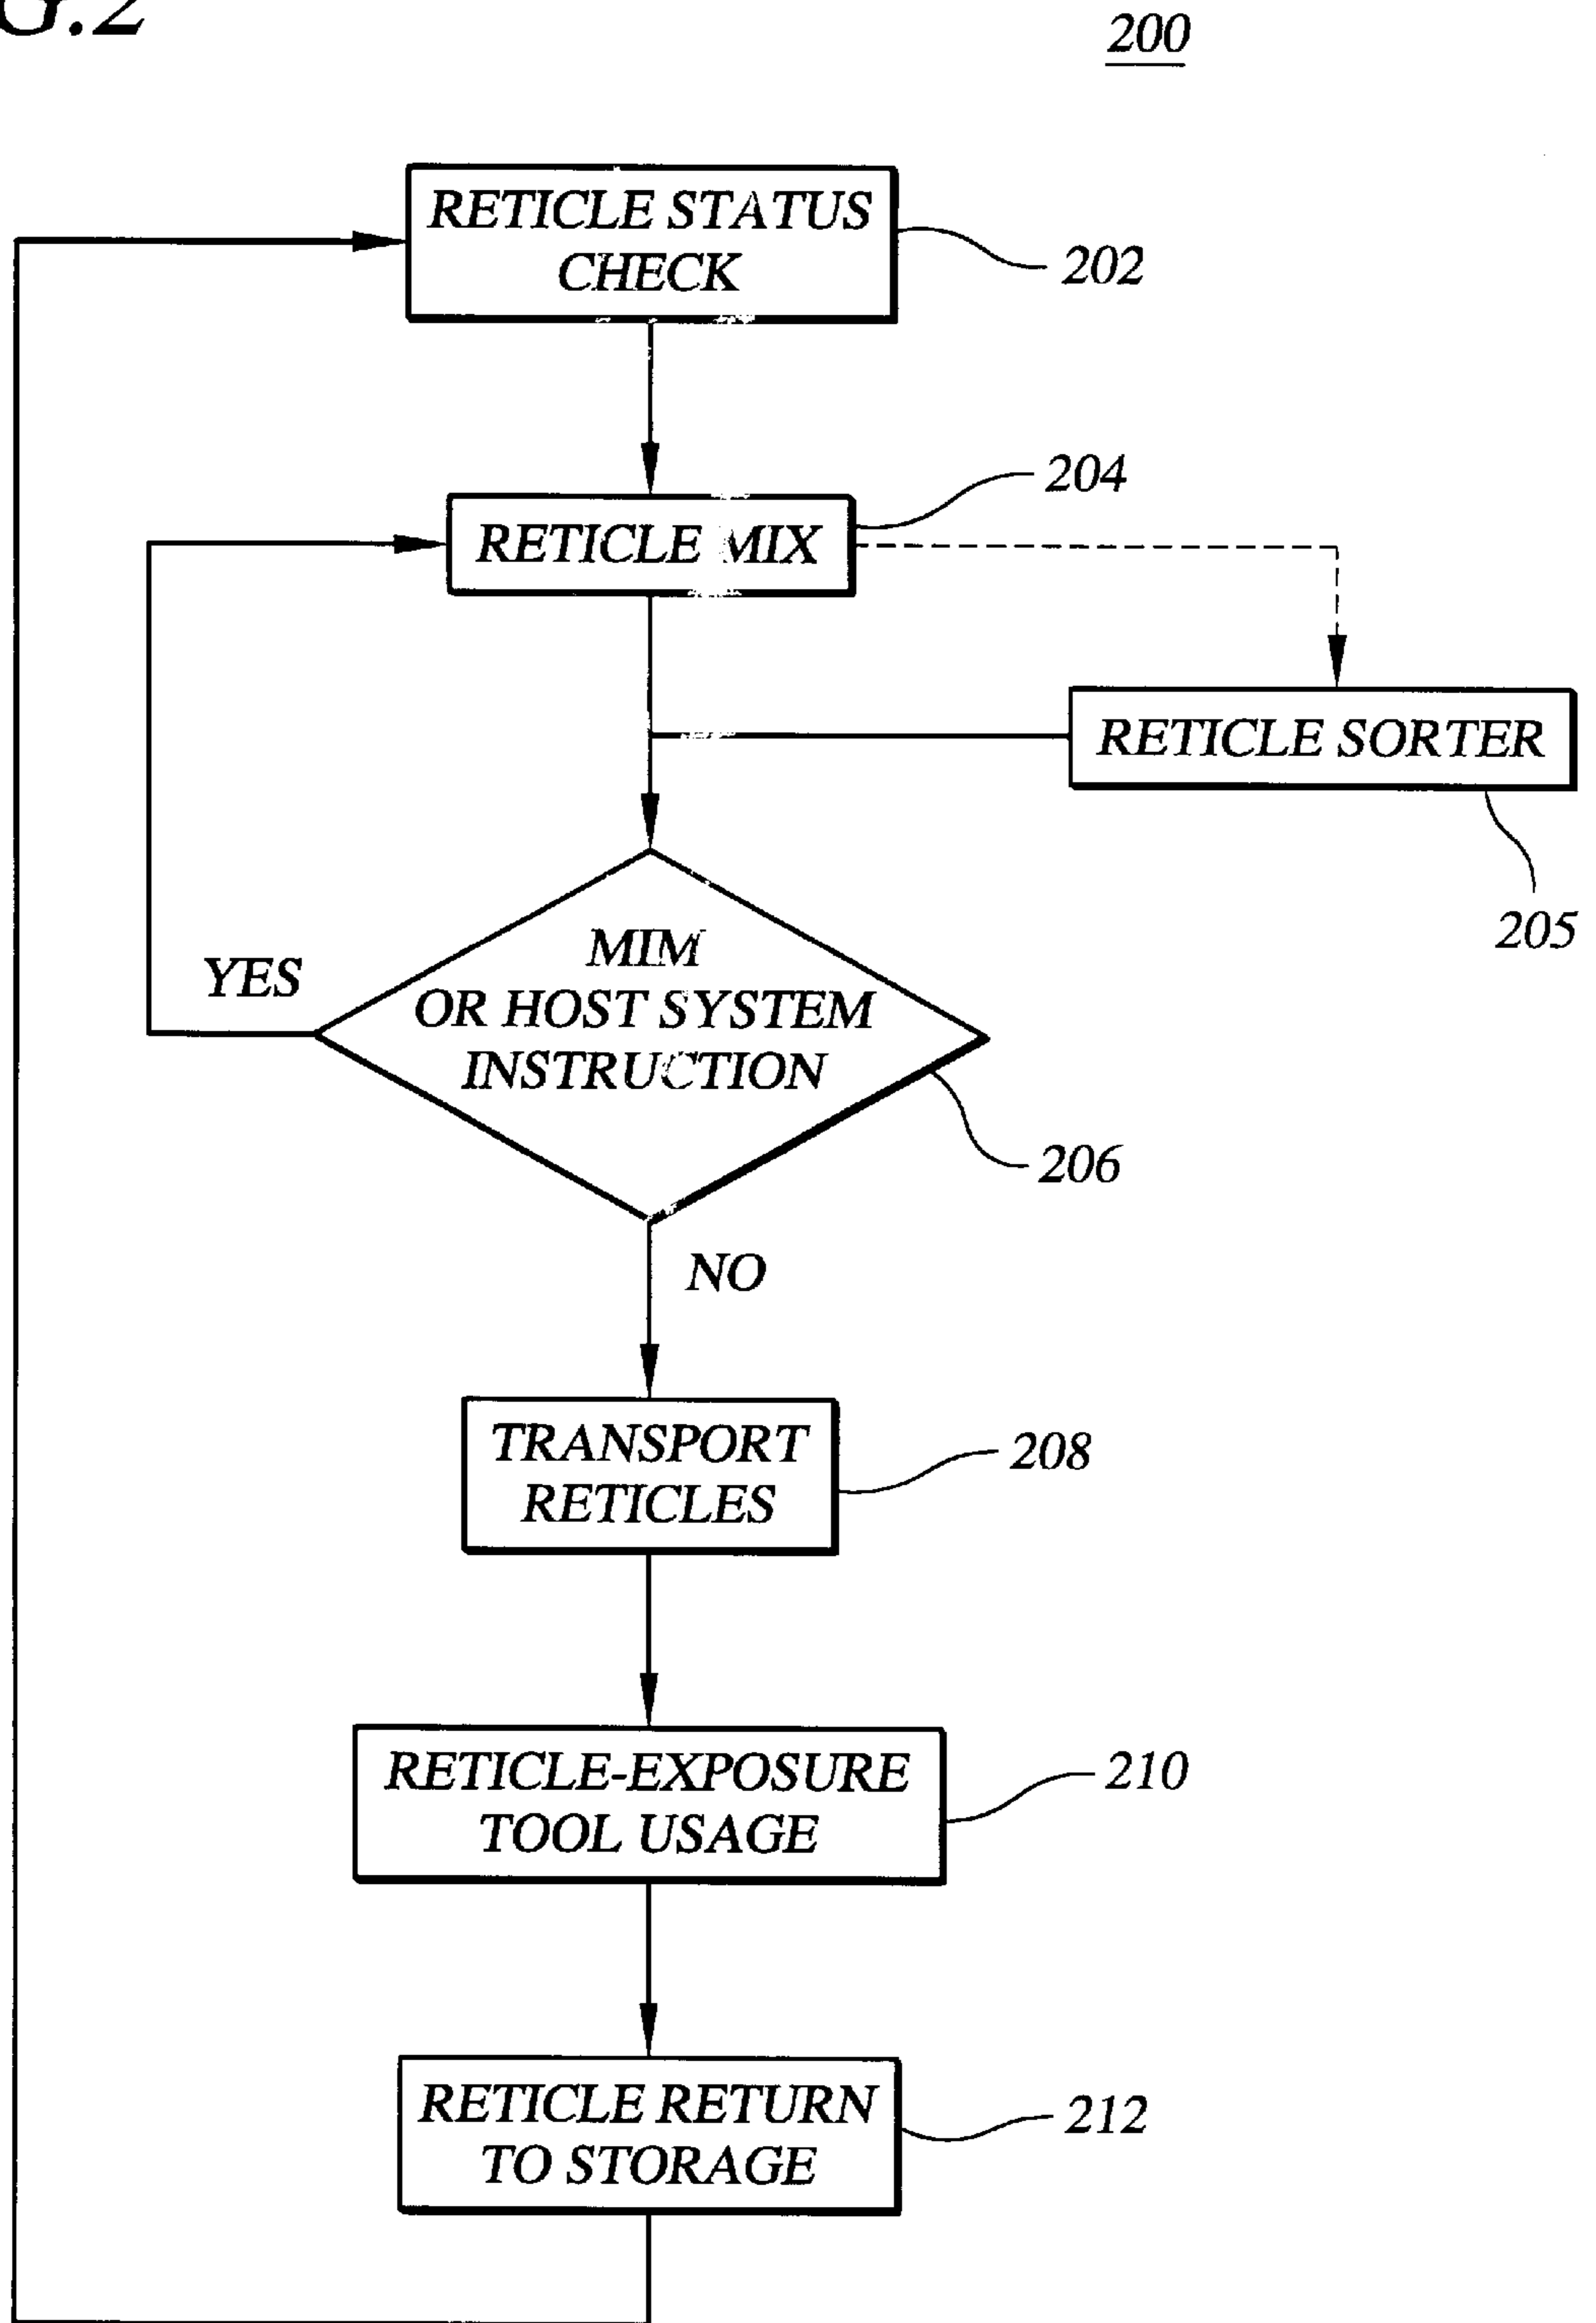 G.2
200
RETICLE STATUS
CHECK
202
204
RETICLE MIX
RETICLE SORTER
205
YES
MIM
OR HOST SYSTEM
INSTRUCTION
206
NO
TRANSPORT
RETICLES
208
RETICLE-EXPOSURE
TOOL USAGE
210
RETICLE RETURN
TO STORAGE
212